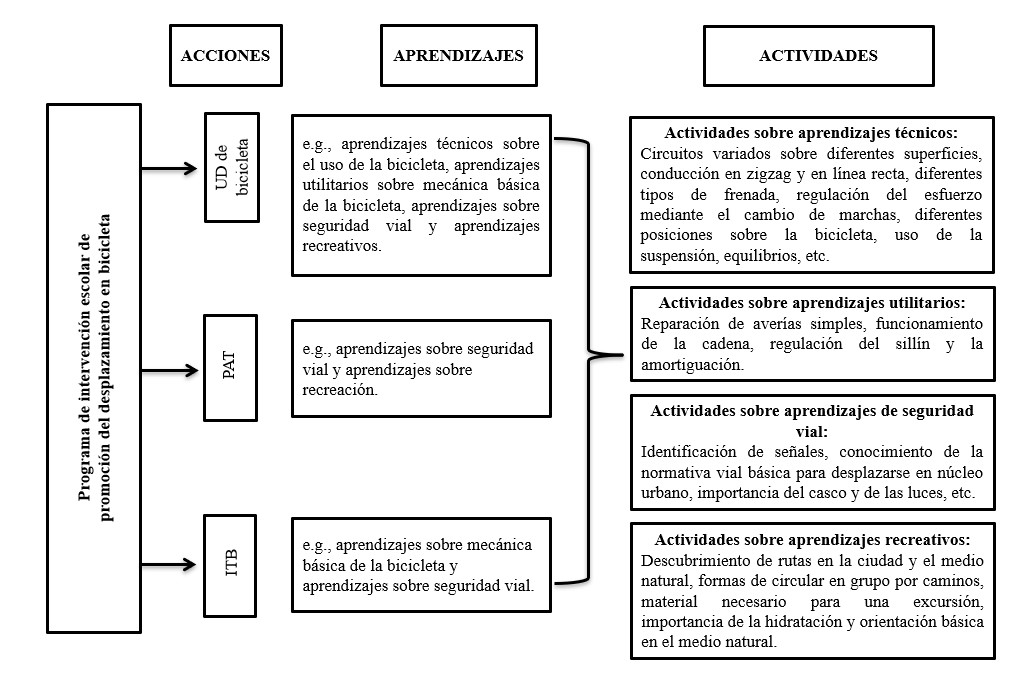 ACCIONES
APRENDIZAJES
ACTIVIDADES
Programa de intervención escolar de
promoción del desplazamiento en bicicleta
UD de
bicicleta
e.g., aprendizajes técnicos sobre
el uso de la bicicleta, aprendizajes
utilitarios sobre mecánica básica
de la bicicleta, aprendizajes sobre
seguridad vial y aprendizajes
recreativos.
PAT
e.g., aprendizajes sobre seguridad
vial y aprendizajes sobre
recreación.
ITB
e.g., aprendizajes sobre mecánica
básica de la bicicleta y
aprendizajes sobre seguridad vial.
Actividades sobre aprendizajes técnicos:
Circuitos variados sobre diferentes superficies,
conducción en zigzag y en línea recta, diferentes
tipos de frenada, regulación del esfuerzo
mediante el cambio de marchas, diferentes
posiciones sobre la bicicleta, uso de la
suspensión, equilibrios, etc.
Actividades sobre aprendizajes utilitarios:
Reparación de averías simples, funcionamiento
de la cadena, regulación del sillín y la
amortiguación.
Actividades sobre aprendizajes de seguridad
vial:
Identificación de señales, conocimiento de la
normativa vial básica para desplazarse en núcleo
urbano, importancia del casco y de las luces, etc.
Actividades sobre aprendizajes recreativos:
Descubrimiento de rutas en la ciudad y el medio
natural, formas de circular en grupo por caminos,
material necesario para una excursión,
importancia de la hidratación y orientación básica
en el medio natural.